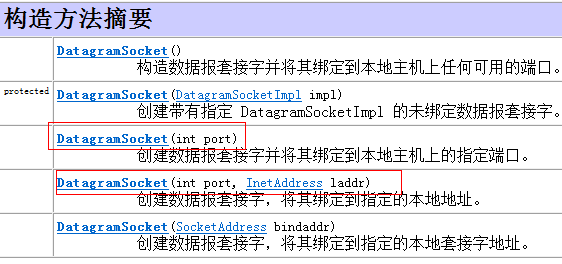 构造方法摘要
DatagramSocket()
构造数据报套接字并将其绑定到本地主机上任何可用的端口。
protected DatagramSocket(DatagramSocketImpl impl)
创建带有指定 DatagramSocketImpl 的未绑定数据报套接字。
DatagramSocket(int port)
创建数据报套接字并将其绑定到本地主机上的指定端口。
DatagramSocket(int port, InetAddress laddr)
创建数据报套接字，将其绑定到指定的本地地址。
DatagramSocket(SocketAddress bindaddr)
创建数据报套接字，将其绑定到指定的本地套接字地址。